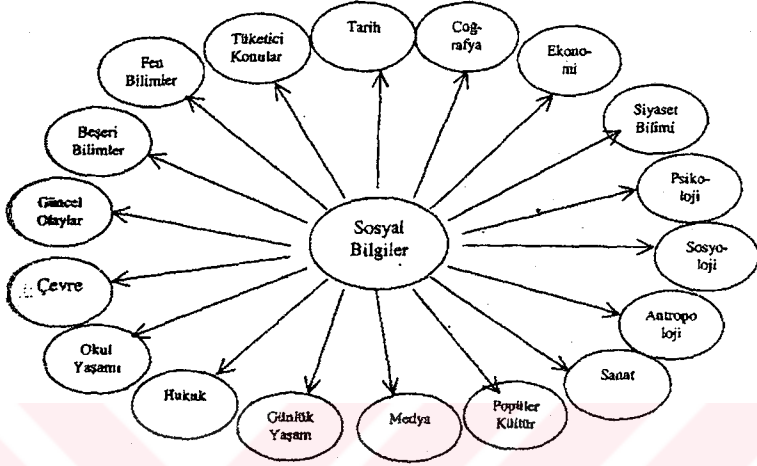 Tarih
Coğ-
rafya
Ekono-
mi
Siyaset
Bilimi
Psiko-
loji
Sosyo-
loji
Antropo
loji
Sanat
Popüler
Kültür
Medya
Günlük
Yaşam
Hukuk
Okul
Yaşamı
Çevre
Güncel
Olaylar
Beşeri
Bilimler
Fen
Bilimler
Tüketici
Konular
Sosyal
Bilgiler